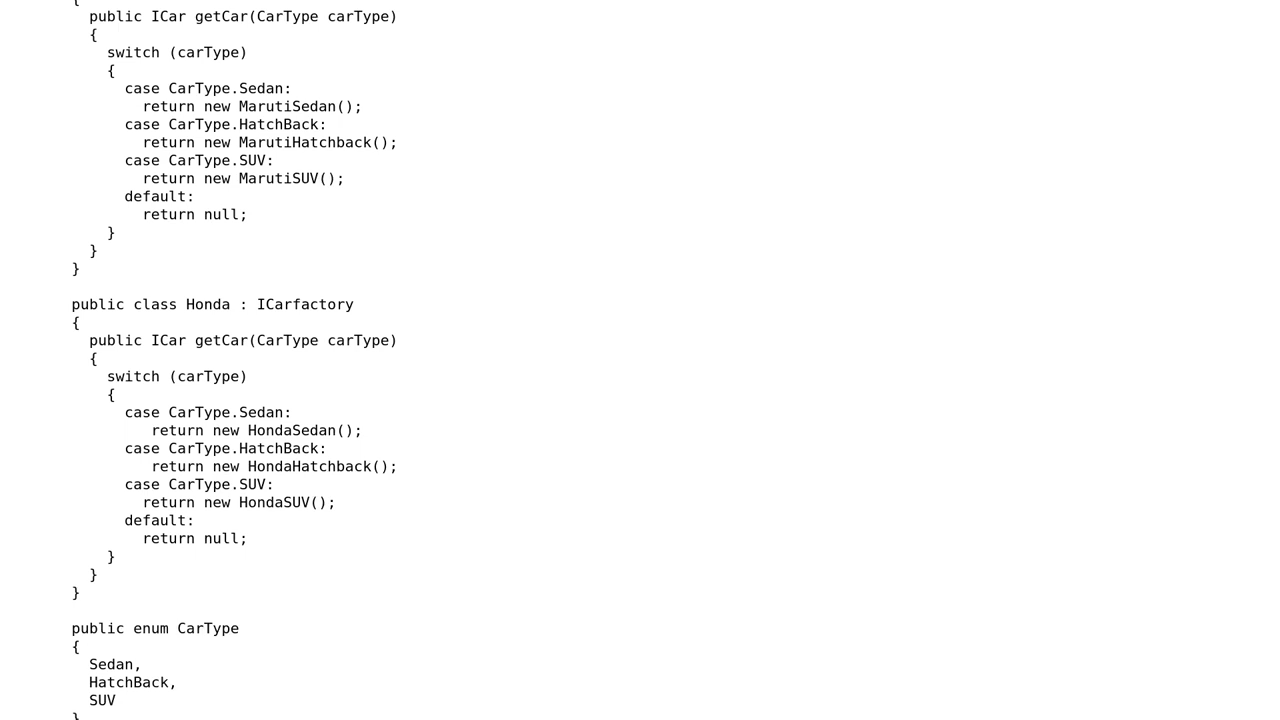 {
  public ICar getCar(CarType carType)
  {
    switch (carType)
    {
      case CarType.Sedan:
        return new MarutiSedan();
      case CarType.HatchBack:
        return new MarutiHatchback();
      case CarType.SUV:
        return new MarutiSUV();
      default:
        return null;
    }
  }
}

public class Honda : ICarfactory
{
  public ICar getCar(CarType carType)
  {
    switch (carType)
    {
      case CarType.Sedan:
         return new HondaSedan();
      case CarType.HatchBack:
         return new HondaHatchback();
      case CarType.SUV:
        return new HondaSUV();
      default:
        return null;
    }
  }
}

public enum CarType
{
  Sedan,
  HatchBack,
  SUV
}